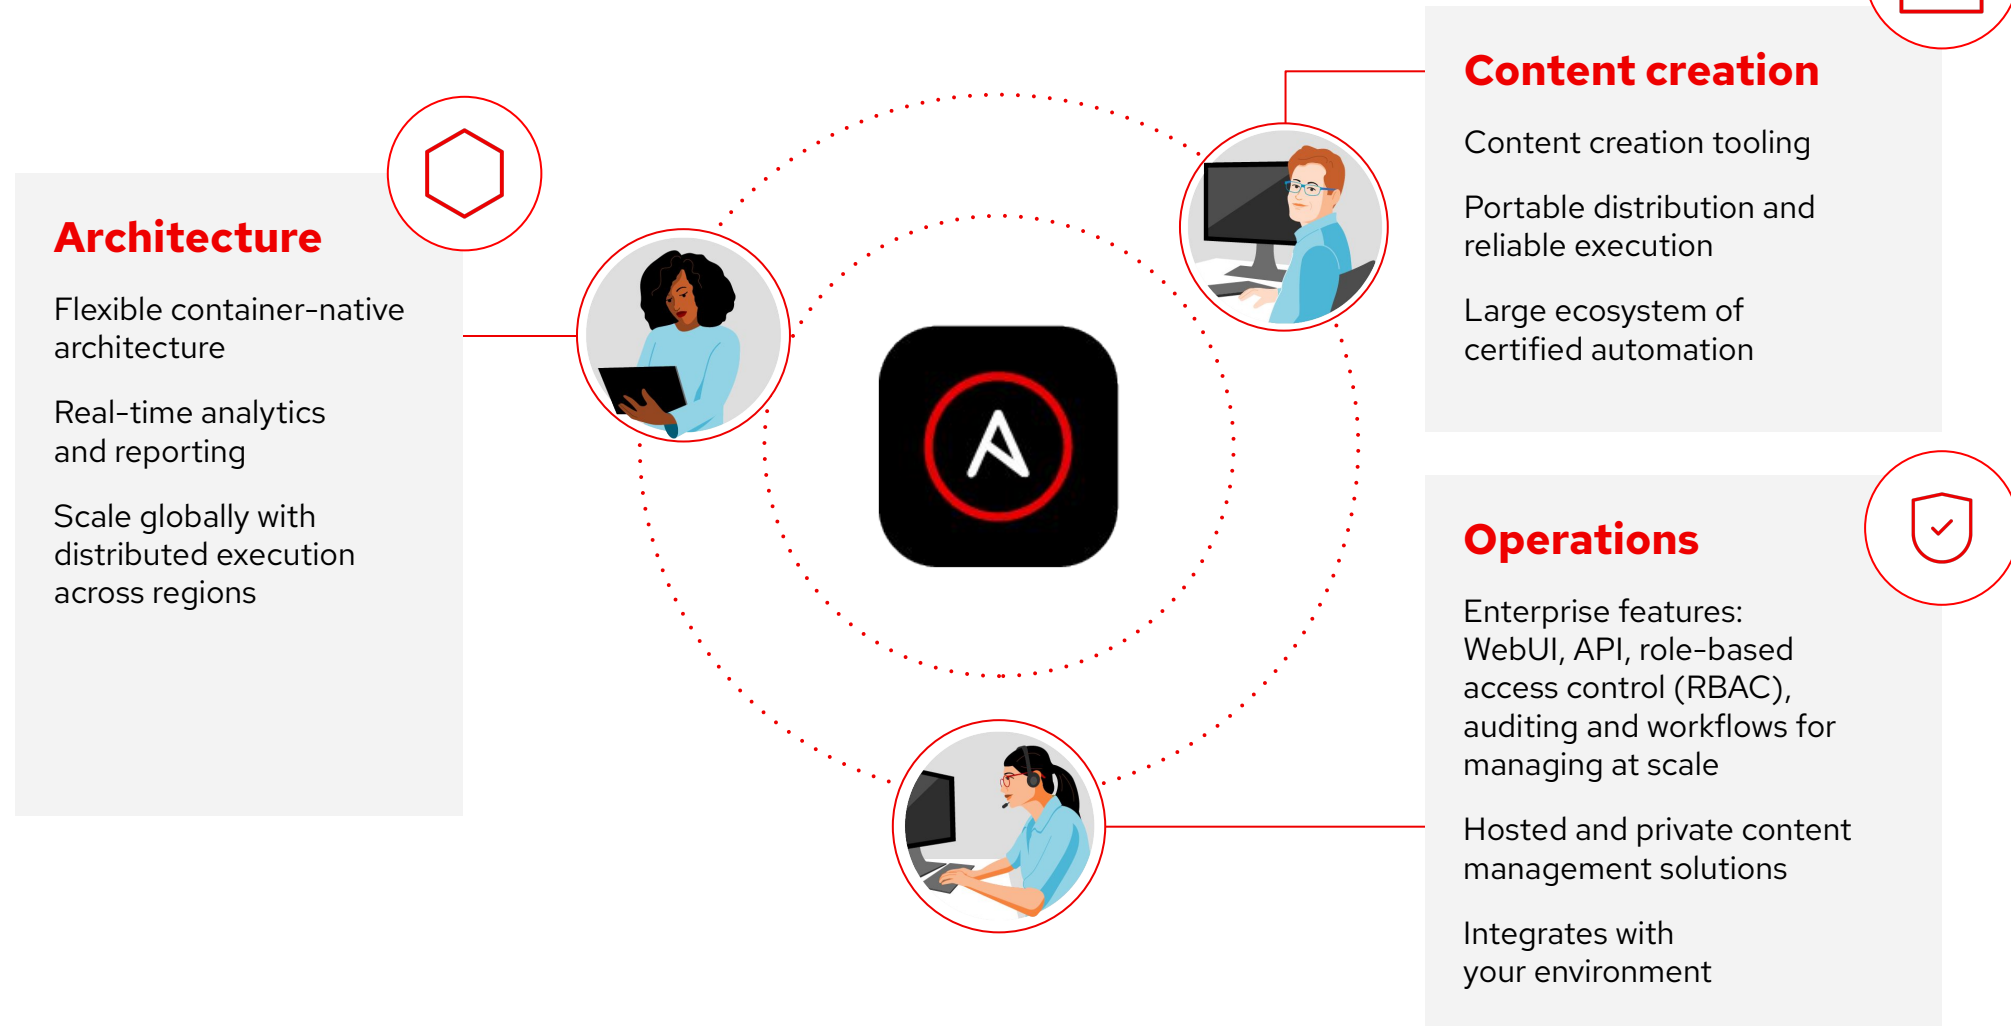 Architecture
Flexible container-native
architecture
Real-time analytics
and reporting
Scale globally with
distributed execution
across regions
Content creation
Content creation tooling
Portable distribution and
reliable execution
Large ecosystem of
certified automation
Operations
Enterprise features:
WebUI, API, role-based
access control (RBAC),
auditing and workflows for
managing at scale
Hosted and private content
management solutions
Integrates with
your environment